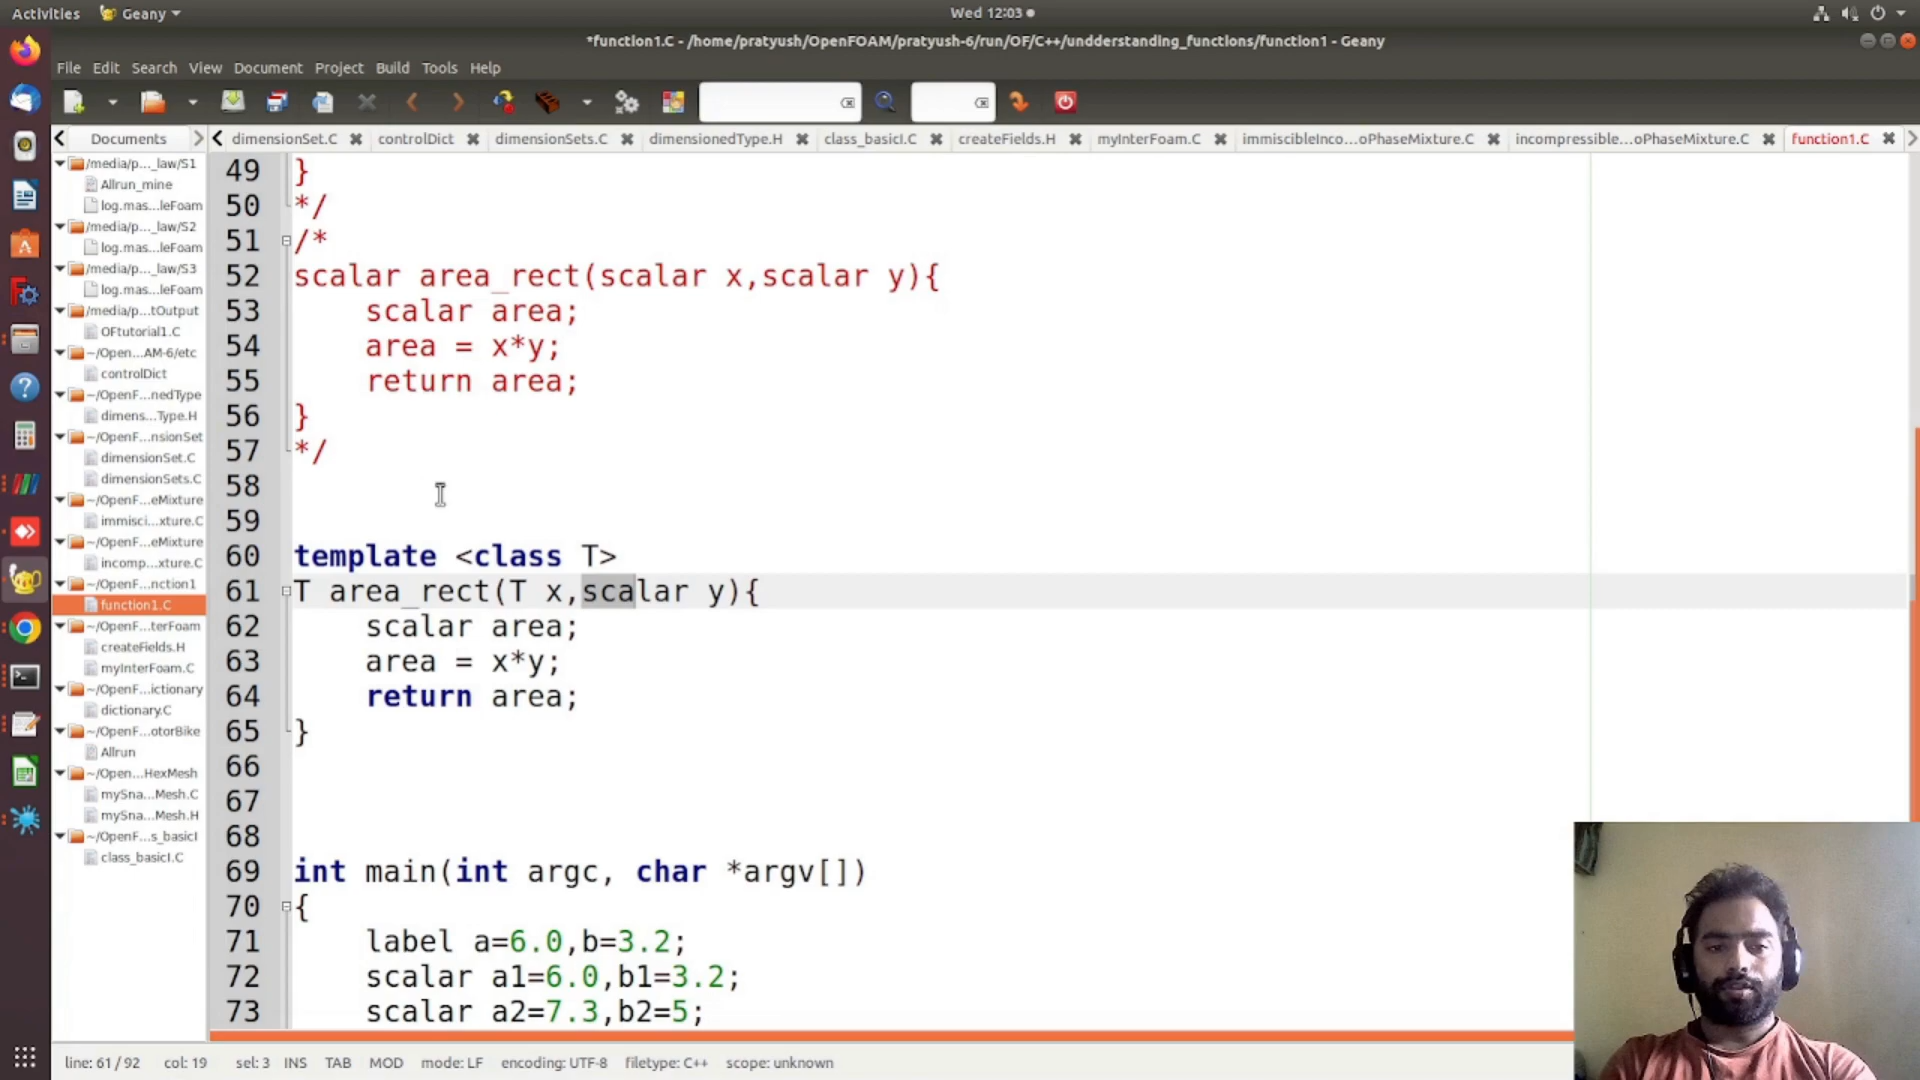 Activities Geany Wed 12:03
*function1.C - /home/pratyush/OpenFOAM/pratyush-6/run/OF/C++/undderstanding_functions/function1 - Geany
File Edit Search View Document Project Build Tools Help
Documents dimensionSet.C controlDict dimensionSets.C dimensionedType.H class_basicI.C createFields.H myInterFoam.C immiscibleInco...oPhaseMixture.C incompressible...oPhaseMixture.C function1.C
/media/p..._law/S1
Allrun_mine
log.mas...leFoam
/media/p..._law/S2
log.mas...leFoam
/media/p..._law/S3
log.mas...leFoam
/media/p...tOutput
OFtutorial1.C
~/Open...AM-6/etc
controlDict
~/OpenF...nedType
dimens...Type.H
~/OpenF...nsionSet
dimensionSet.C
dimensionSets.C
~/OpenF...eMixture
immisci...xture.C
~/OpenF...eMixture
incomp...xture.C
~/OpenF...nction1
function1.C
~/OpenF...terFoam
createFields.H
myInterFoam.C
~/OpenF...ictionary
dictionary.C
~/OpenF...otorBike
Allrun
~/Open...HexMesh
mySna...Mesh.C
mySna...Mesh.H
~/OpenF...s_basicI
class_basicI.C
49 }
50 */
51 /*
52 scalar area_rect(scalar x,scalar y){
53 scalar area;
54 area = x*y;
55 return area;
56 }
57 */
58
59
60 template <class T>
61 T area_rect(T x,scalar y){
62 scalar area;
63 area = x*y;
64 return area;
65 }
66
67
68
69 int main(int argc, char *argv[])
70 {
71 label a=6.0,b=3.2;
72 scalar a1=6.0,b1=3.2;
73 scalar a2=7.3,b2=5;
line: 61 / 92 col: 19 sel: 3 INS TAB MOD mode: LF encoding: UTF-8 filetype: C++ scope: unknown